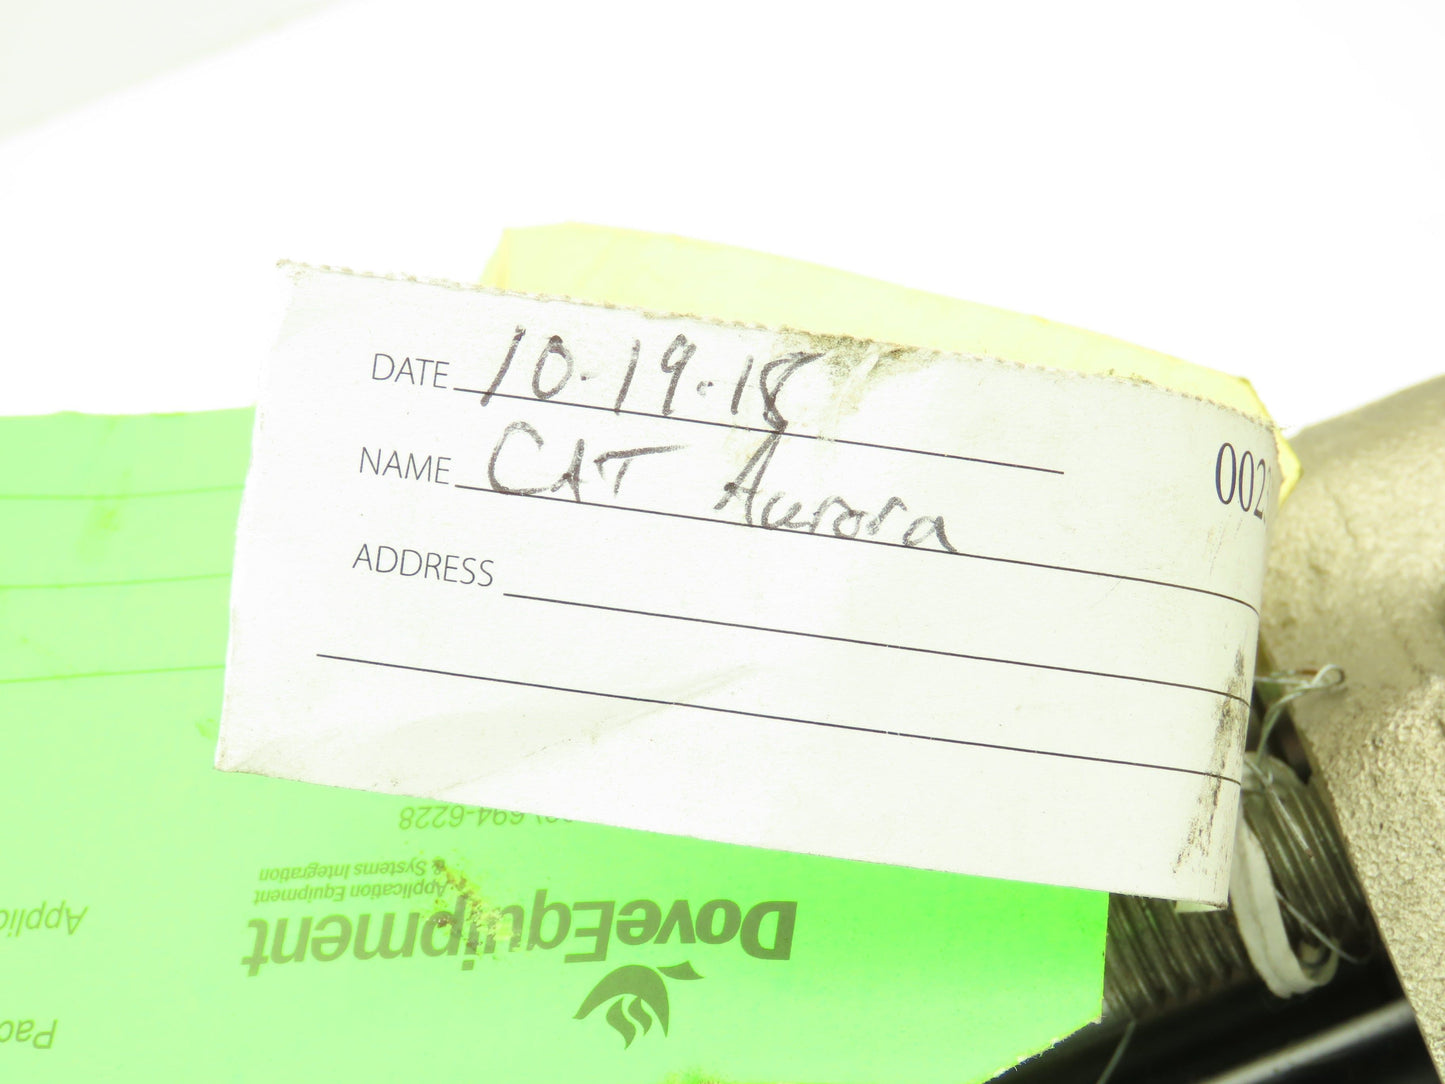 DATE 10-19-18
NAME CAT Aurora
002
ADDRESS
694-6228
& Systems Integration
Application Equipment
DoveEquipment